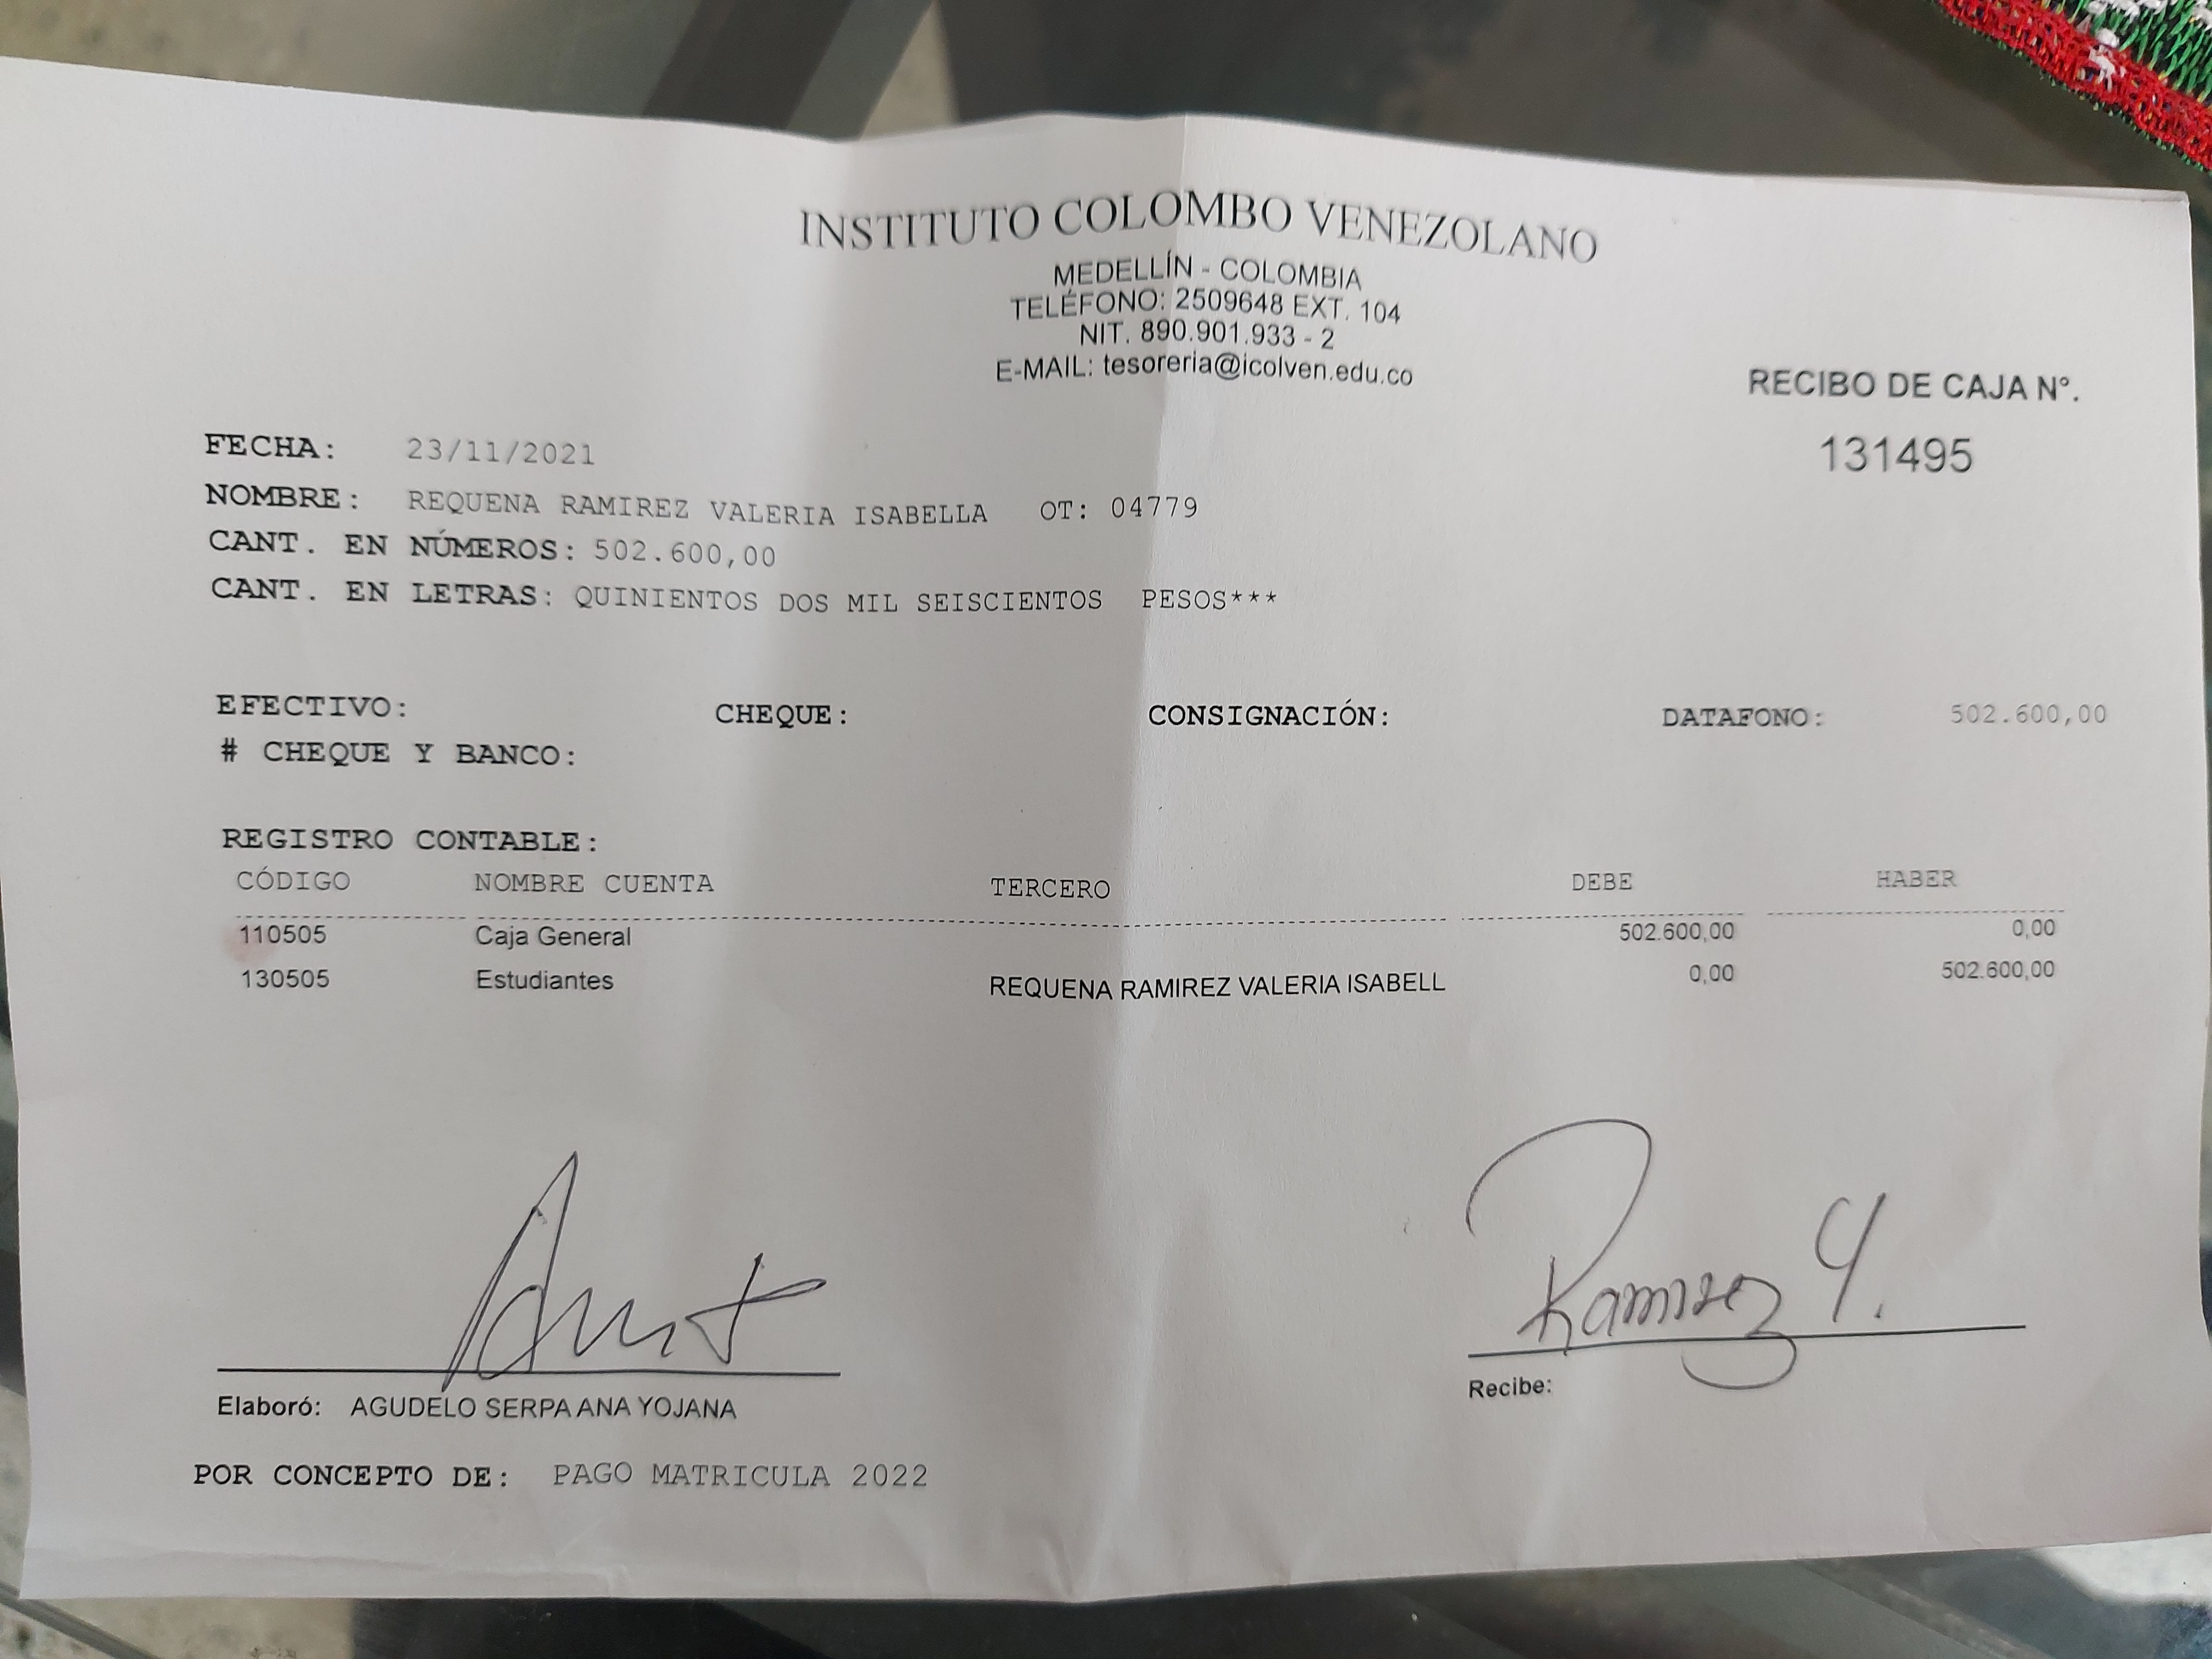 INSTITUTO COLOMBO VENEZOLANO
MEDELLÍN - COLOMBIA
TELÉFONO: 2509648 EXT. 104
NIT. 890.901.933 - 2
E-MAIL: tesoreria@icolven.edu.co
RECIBO DE CAJA N°.
131495
FECHA: 23/11/2021
NOMBRE: REQUENA RAMIREZ VALERIA ISABELLA OT: 04779
CANT. EN NÚMEROS: 502.600,00
CANT. EN LETRAS: QUINIENTOS DOS MIL SEISCIENTOS PESOS***
EFECTIVO: CHEQUE: CONSIGNACIÓN: DATAFONO: 502.600,00
# CHEQUE Y BANCO:
REGISTRO CONTABLE:
CÓDIGO NOMBRE CUENTA TERCERO DEBE HABER
110505 Caja General 502.600,00 0,00
130505 Estudiantes REQUENA RAMIREZ VALERIA ISABELL 0,00 502.600,00
Ramirez Y.
Elaboró: AGUDELO SERPA ANA YOJANA
Recibe:
POR CONCEPTO DE: PAGO MATRICULA 2022